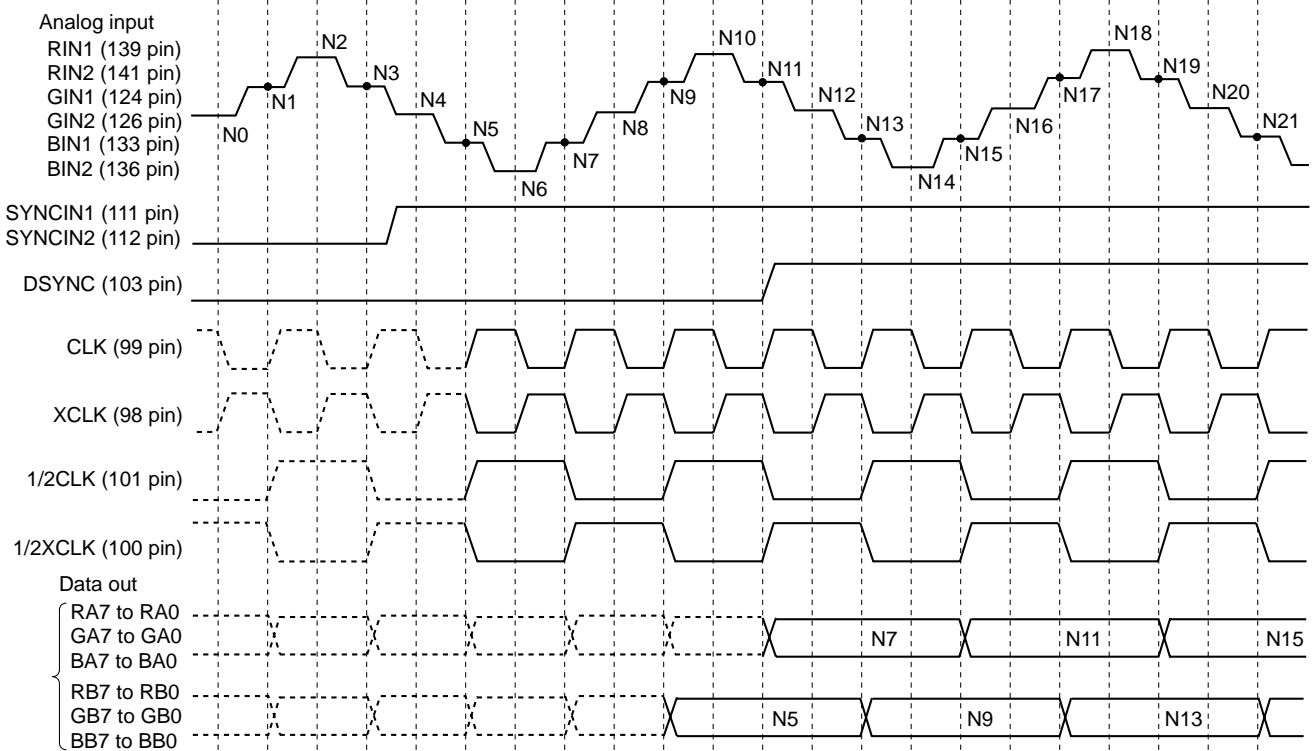 Analog input
RIN1 (139 pin)
RIN2 (141 pin)
GIN1 (124 pin)
GIN2 (126 pin)
BIN1 (133 pin)
BIN2 (136 pin)
N0
N1
N2
N3
N4
N5
N6
N7
N8
N9
N10
N11
N12
N13
N14
N15
N16
N17
N18
N19
N20
N21
SYNCIN1 (111 pin)
SYNCIN2 (112 pin)
DSYNC (103 pin)
CLK (99 pin)
XCLK (98 pin)
1/2CLK (101 pin)
1/2XCLK (100 pin)
Data out
RA7 to RA0
GA7 to GA0
BA7 to BA0
N7
N11
N15
RB7 to RB0
GB7 to GB0
BB7 to BB0
N5
N9
N13